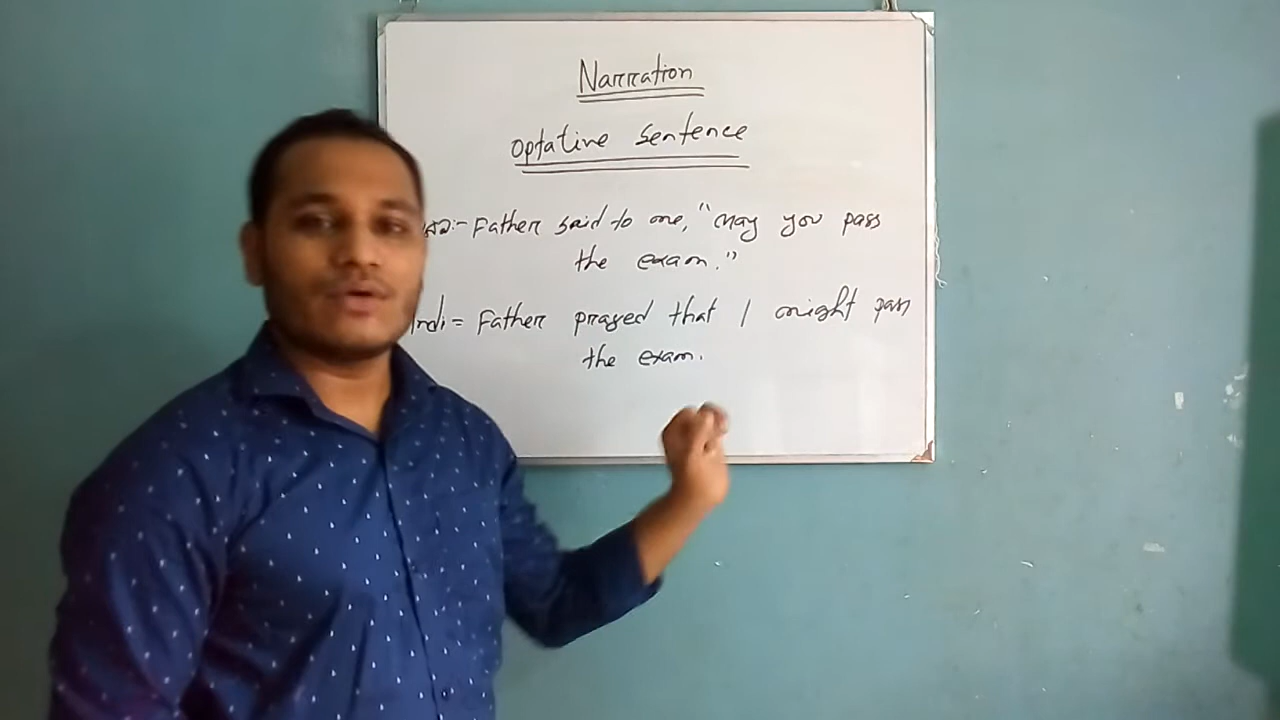 Narration
Optative Sentence
:- Father said to me, "May you pass
the exam."
Ind:= Father prayed that I might pass
the exam.